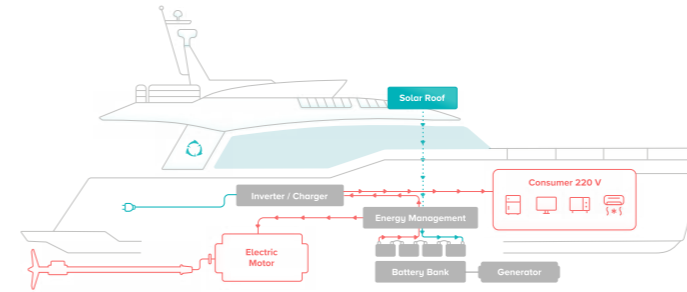 Solar Roof
Consumer 220 V
Inverter / Charger
Energy Management
Electric
Motor
Battery Bank
Generator